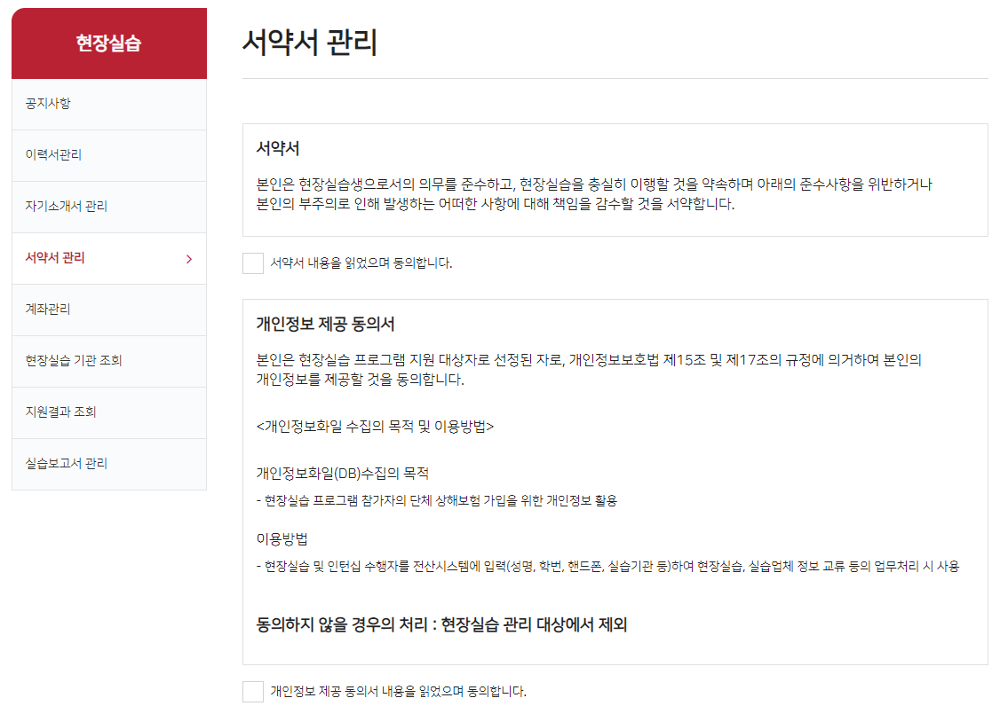 현장실습
공지사항
이력서관리
자기소개서 관리
서약서 관리
계좌관리
현장실습 기관 조회
지원결과 조회
실습보고서 관리
서약서 관리
서약서
본인은 현장실습생으로서의 의무를 준수하고, 현장실습을 충실히 이행할 것을 약속하며 아래의 준수사항을 위반하거나
본인의 부주의로 인해 발생하는 어떠한 사항에 대해 책임을 감수할 것을 서약합니다.
서약서 내용을 읽었으며 동의합니다.
개인정보 제공 동의서
본인은 현장실습 프로그램 지원 대상자로 선정된 자로, 개인정보보호법 제15조 및 제17조의 규정에 의거하여 본인의
개인정보를 제공할 것을 동의합니다.
<개인정보화일 수집의 목적 및 이용방법>
개인정보화일(DB)수집의 목적
- 현장실습 프로그램 참가자의 단체 상해보험 가입을 위한 개인정보 활용
이용방법
- 현장실습 및 인턴십 수행자를 전산시스템에 입력(성명, 학번, 핸드폰, 실습기관 등)하여 현장실습, 실습업체 정보 교류 등의 업무처리 시 사용
동의하지 않을 경우의 처리 : 현장실습 관리 대상에서 제외
개인정보 제공 동의서 내용을 읽었으며 동의합니다.